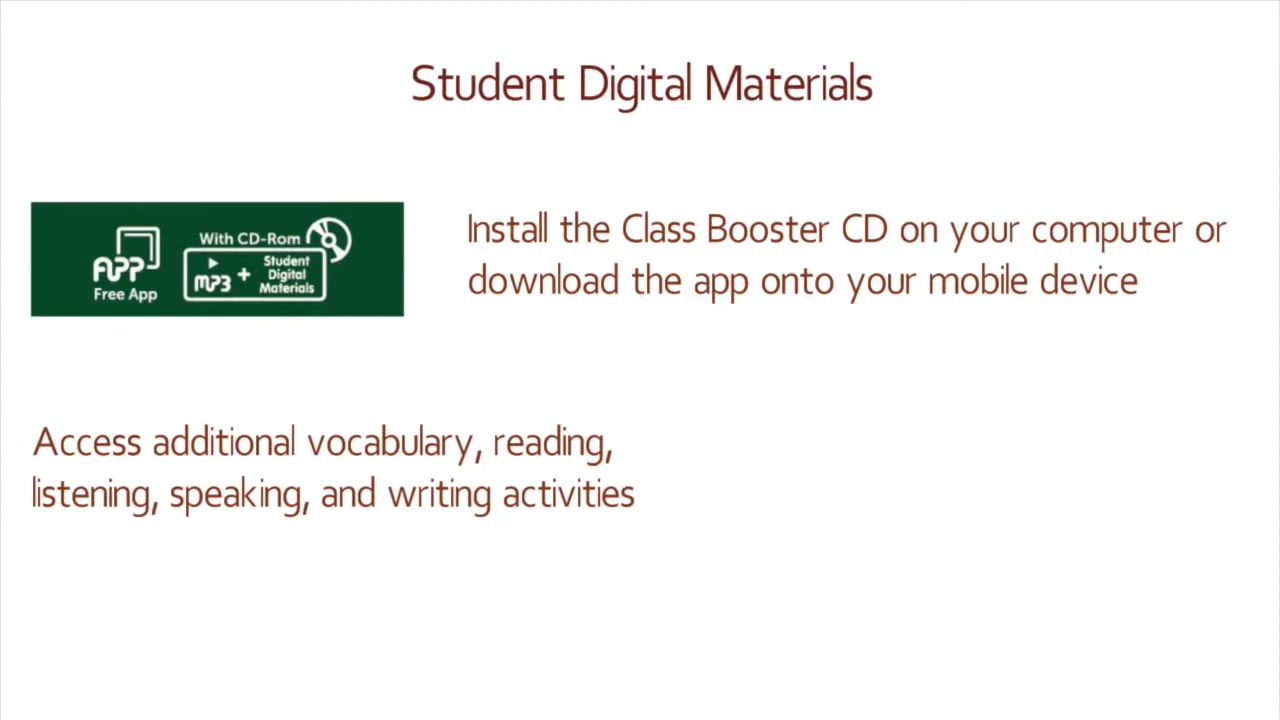 Student Digital Materials
APP
Free App
With CD-Rom
MP3 + Student Digital Materials
Install the Class Booster CD on your computer or
download the app onto your mobile device
Access additional vocabulary, reading,
listening, speaking, and writing activities